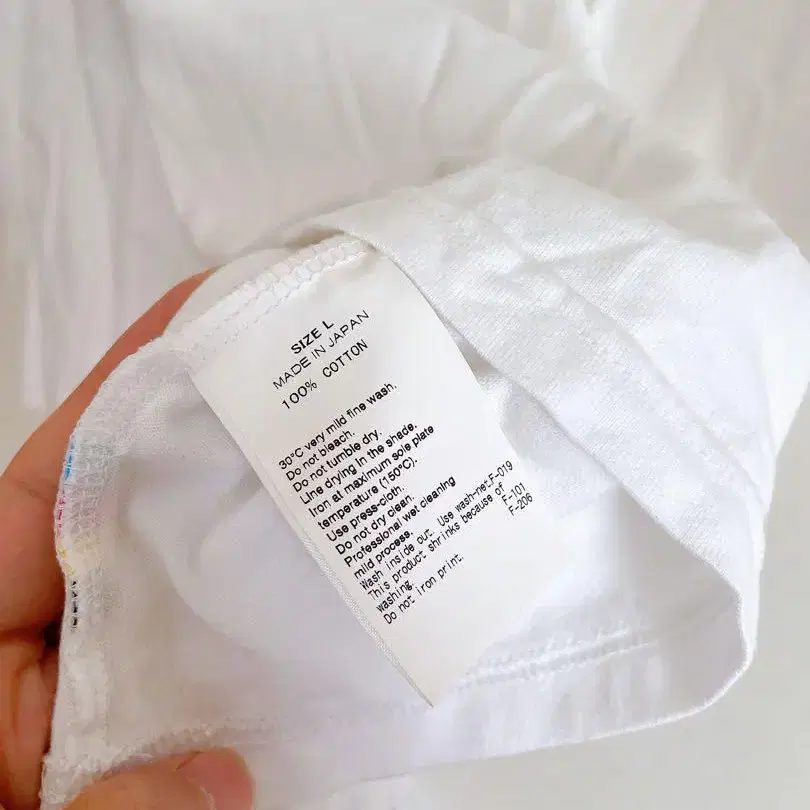 SIZE L
MADE IN JAPAN
100% COTTON
30°C very mild fine wash.
Do not bleach.
Do not tumble dry.
Line drying in the shade.
Iron at maximum sole plate
temperature (150°C).
Use press-cloth.
Do not dry clean.
Professional wet cleaning
mild process.
Wash inside out. Use wash-net.F-019
This product shrinks because of F-101
washing. F-206
Do not iron print.